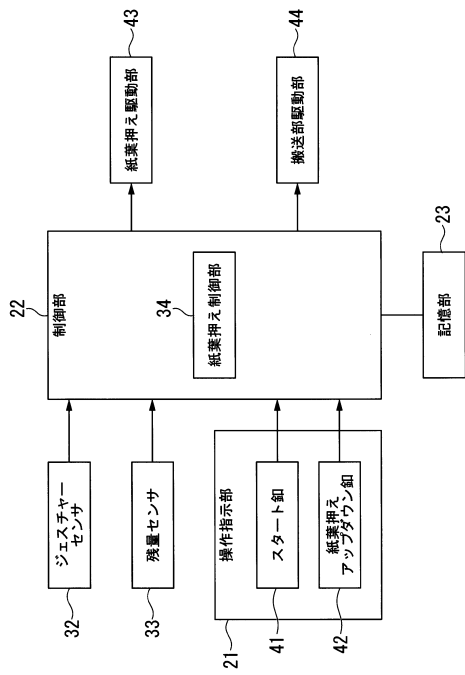 ジェスチャー
センサ
32
残量センサ
33
操作指示部
21
スタート釦
41
紙葉押え
アップダウン釦
42
22
制御部
34
紙葉押え制御部
紙葉押え駆動部
43
搬送部駆動部
44
記憶部
23